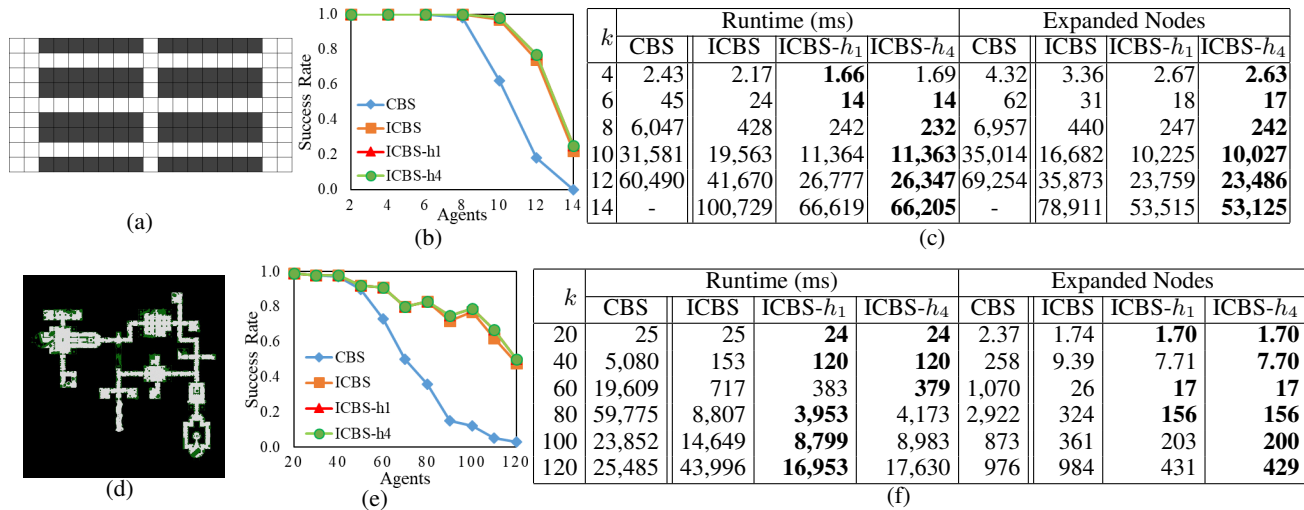 Success Rate
1.0
0.8
0.6
0.4
0.2
0.0
CBS
ICBS
ICBS-h1
ICBS-h4
2 4 6 8 10 12 14
Agents
(a)
(b)
k Runtime (ms) Expanded Nodes
CBS ICBS ICBS-h₁ ICBS-h₄ CBS ICBS ICBS-h₁ ICBS-h₄
4 2.43 2.17 1.66 1.69 4.32 3.36 2.67 2.63
6 45 24 14 14 62 31 18 17
8 6,047 428 242 232 6,957 440 247 242
10 31,581 19,563 11,364 11,363 35,014 16,682 10,225 10,027
12 60,490 41,670 26,777 26,347 69,254 35,873 23,759 23,486
14 - 100,729 66,619 66,205 - 78,911 53,515 53,125
(c)
(d)
Success Rate
1.0
0.8
0.6
0.4
0.2
0.0
CBS
ICBS
ICBS-h1
ICBS-h4
20 40 60 80 100 120
Agents
(e)
k Runtime (ms) Expanded Nodes
CBS ICBS ICBS-h₁ ICBS-h₄ CBS ICBS ICBS-h₁ ICBS-h₄
20 25 25 24 24 2.37 1.74 1.70 1.70
40 5,080 153 120 120 258 9.39 7.71 7.70
60 19,609 717 383 379 1,070 26 17 17
80 59,775 8,807 3,953 4,173 2,922 324 156 156
100 23,852 14,649 8,799 8,983 873 361 203 200
120 25,485 43,996 16,953 17,630 976 984 431 429
(f)